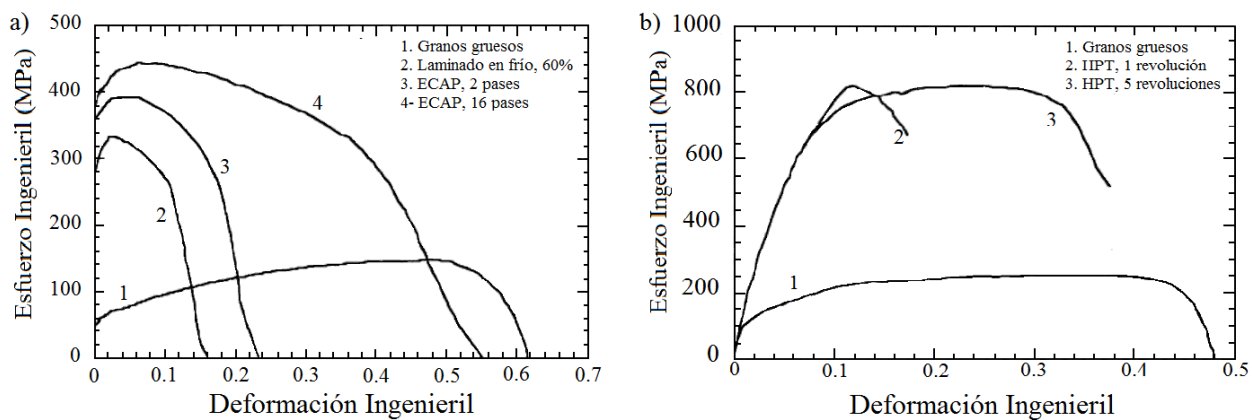 a)
Esfuerzo Ingenieril (MPa)
500
400
300
200
100
0
1. Granos gruesos
2. Laminado en frío, 60%
3. ECAP, 2 pases
4- ECAP, 16 pases
4
3
2
1
0 0.1 0.2 0.3 0.4 0.5 0.6 0.7
Deformación Ingenieril
b)
Esfuerzo Ingenieril (MPa)
1000
800
600
400
200
0
1. Granos gruesos
2. HPT, 1 revolución
3. HPT, 5 revoluciones
2
3
1
0 0.1 0.2 0.3 0.4 0.5
Deformación Ingenieril